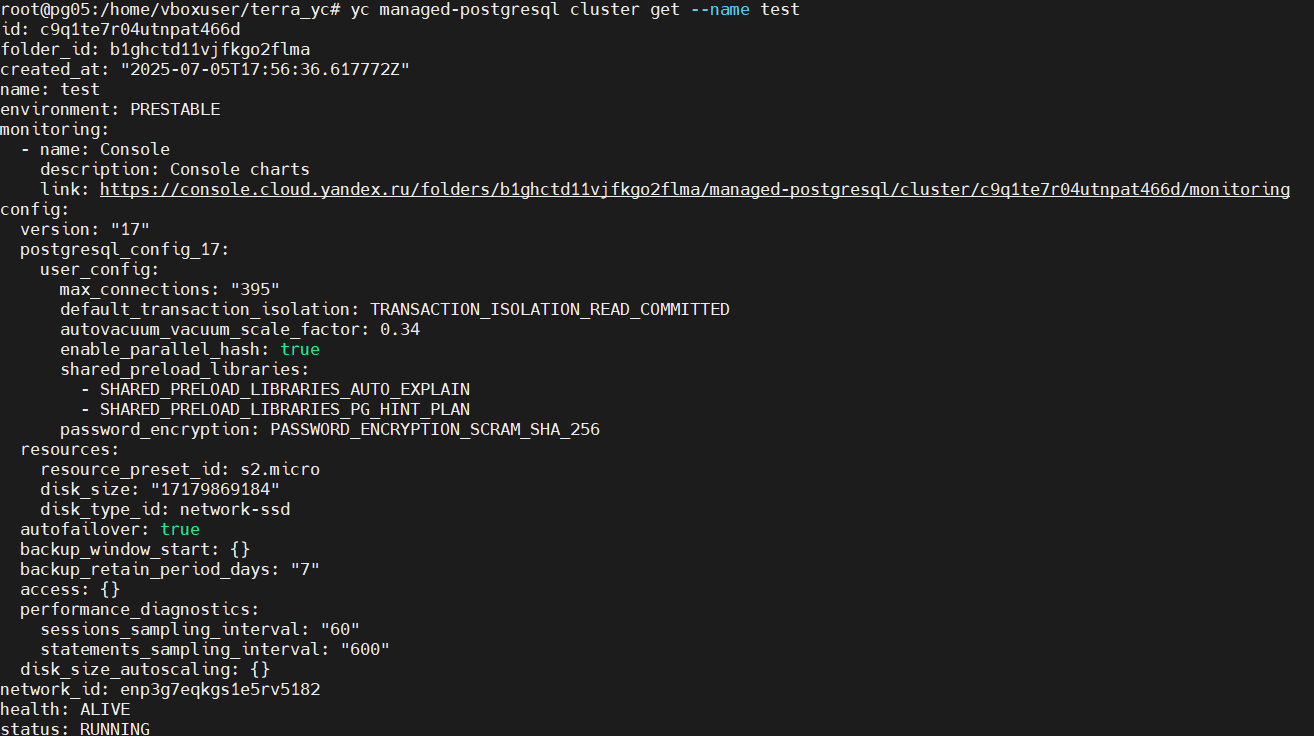 root@pg05:/home/vboxuser/terra_yc# yc managed-postgresql cluster get --name test
id: c9q1te7r04utnpat466d
folder_id: b1ghctd11vjfkgo2flma
created_at: "2025-07-05T17:56:36.617772Z"
name: test
environment: PRESTABLE
monitoring:
  - name: Console
    description: Console charts
    link: https://console.cloud.yandex.ru/folders/b1ghctd11vjfkgo2flma/managed-postgresql/cluster/c9q1te7r04utnpat466d/monitoring
config:
  version: "17"
  postgresql_config_17:
    user_config:
      max_connections: "395"
      default_transaction_isolation: TRANSACTION_ISOLATION_READ_COMMITTED
      autovacuum_vacuum_scale_factor: 0.34
      enable_parallel_hash: true
      shared_preload_libraries:
        - SHARED_PRELOAD_LIBRARIES_AUTO_EXPLAIN
        - SHARED_PRELOAD_LIBRARIES_PG_HINT_PLAN
      password_encryption: PASSWORD_ENCRYPTION_SCRAM_SHA_256
  resources:
    resource_preset_id: s2.micro
    disk_size: "17179869184"
    disk_type_id: network-ssd
  autofailover: true
  backup_window_start: {}
  backup_retain_period_days: "7"
  access: {}
  performance_diagnostics:
    sessions_sampling_interval: "60"
    statements_sampling_interval: "600"
  disk_size_autoscaling: {}
network_id: enp3g7eqkgs1e5rv5182
health: ALIVE
status: RUNNING